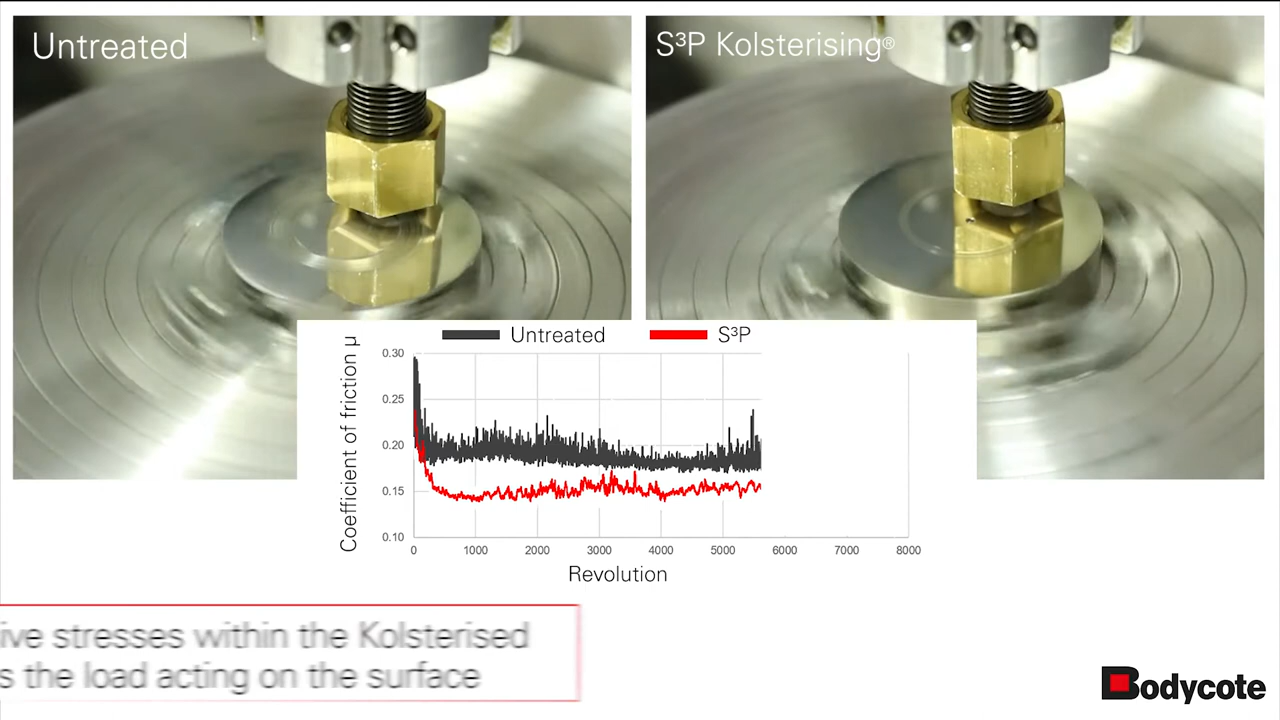 Untreated
S³P Kolsterising®
Untreated
S³P
Coefficient of friction µ
0.30
0.25
0.20
0.15
0.10
0 1000 2000 3000 4000 5000 6000 7000 8000
Revolution
ive stresses within the Kolsterised
s the load acting on the surface
Bodycote